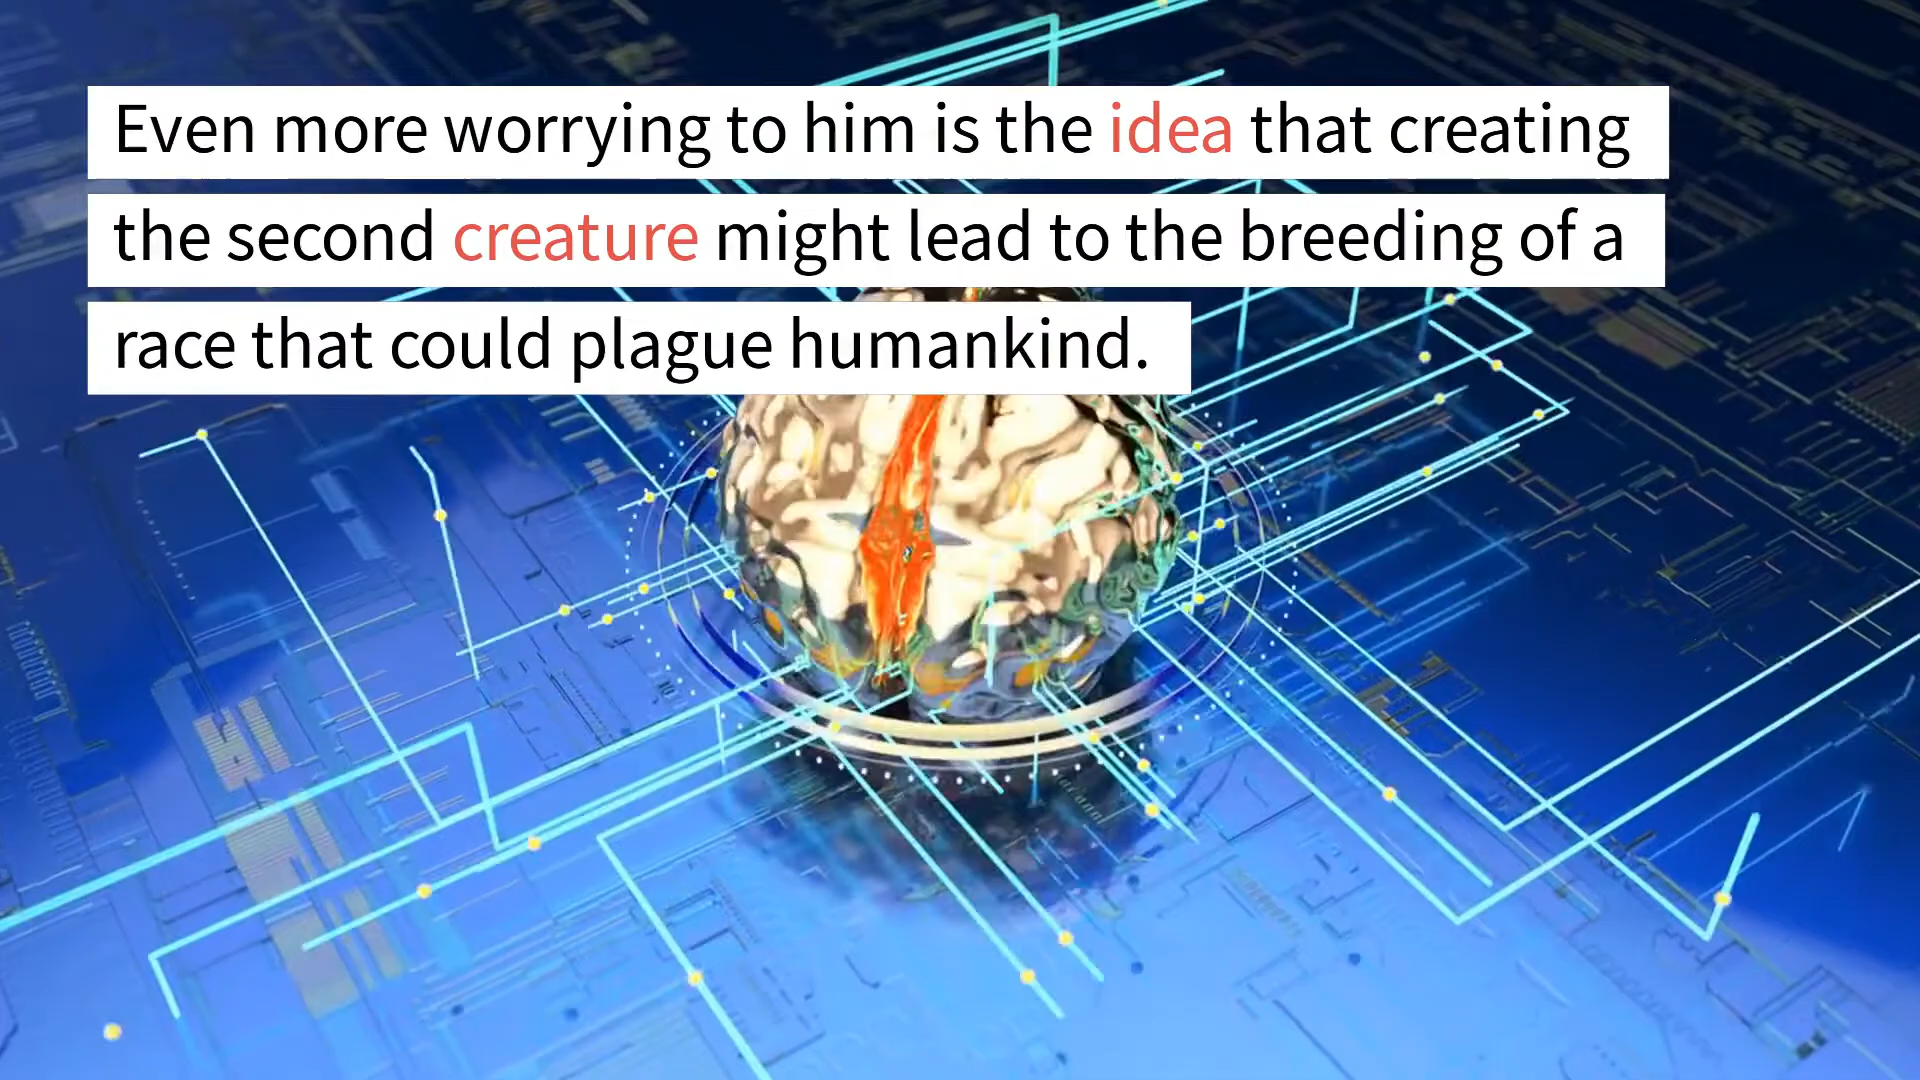 Even more worrying to him is the idea that creating
the second creature might lead to the breeding of a
race that could plague humankind.